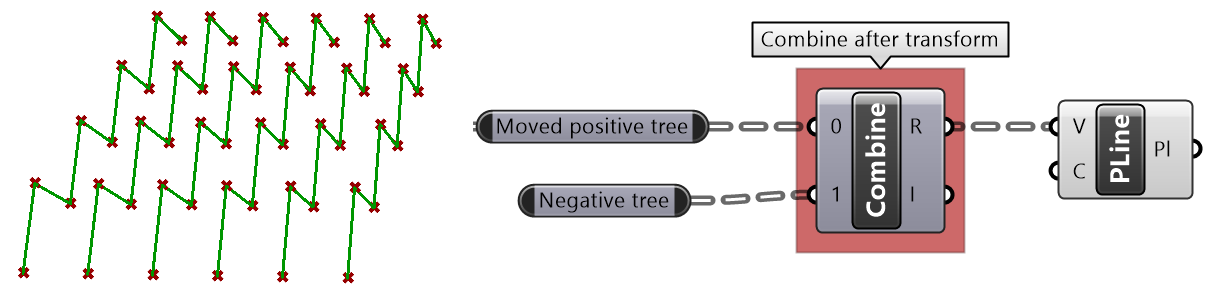 Combine after transform
Moved positive tree
Negative tree
0
1
Combine
R
I
V
C
PLine
Pl